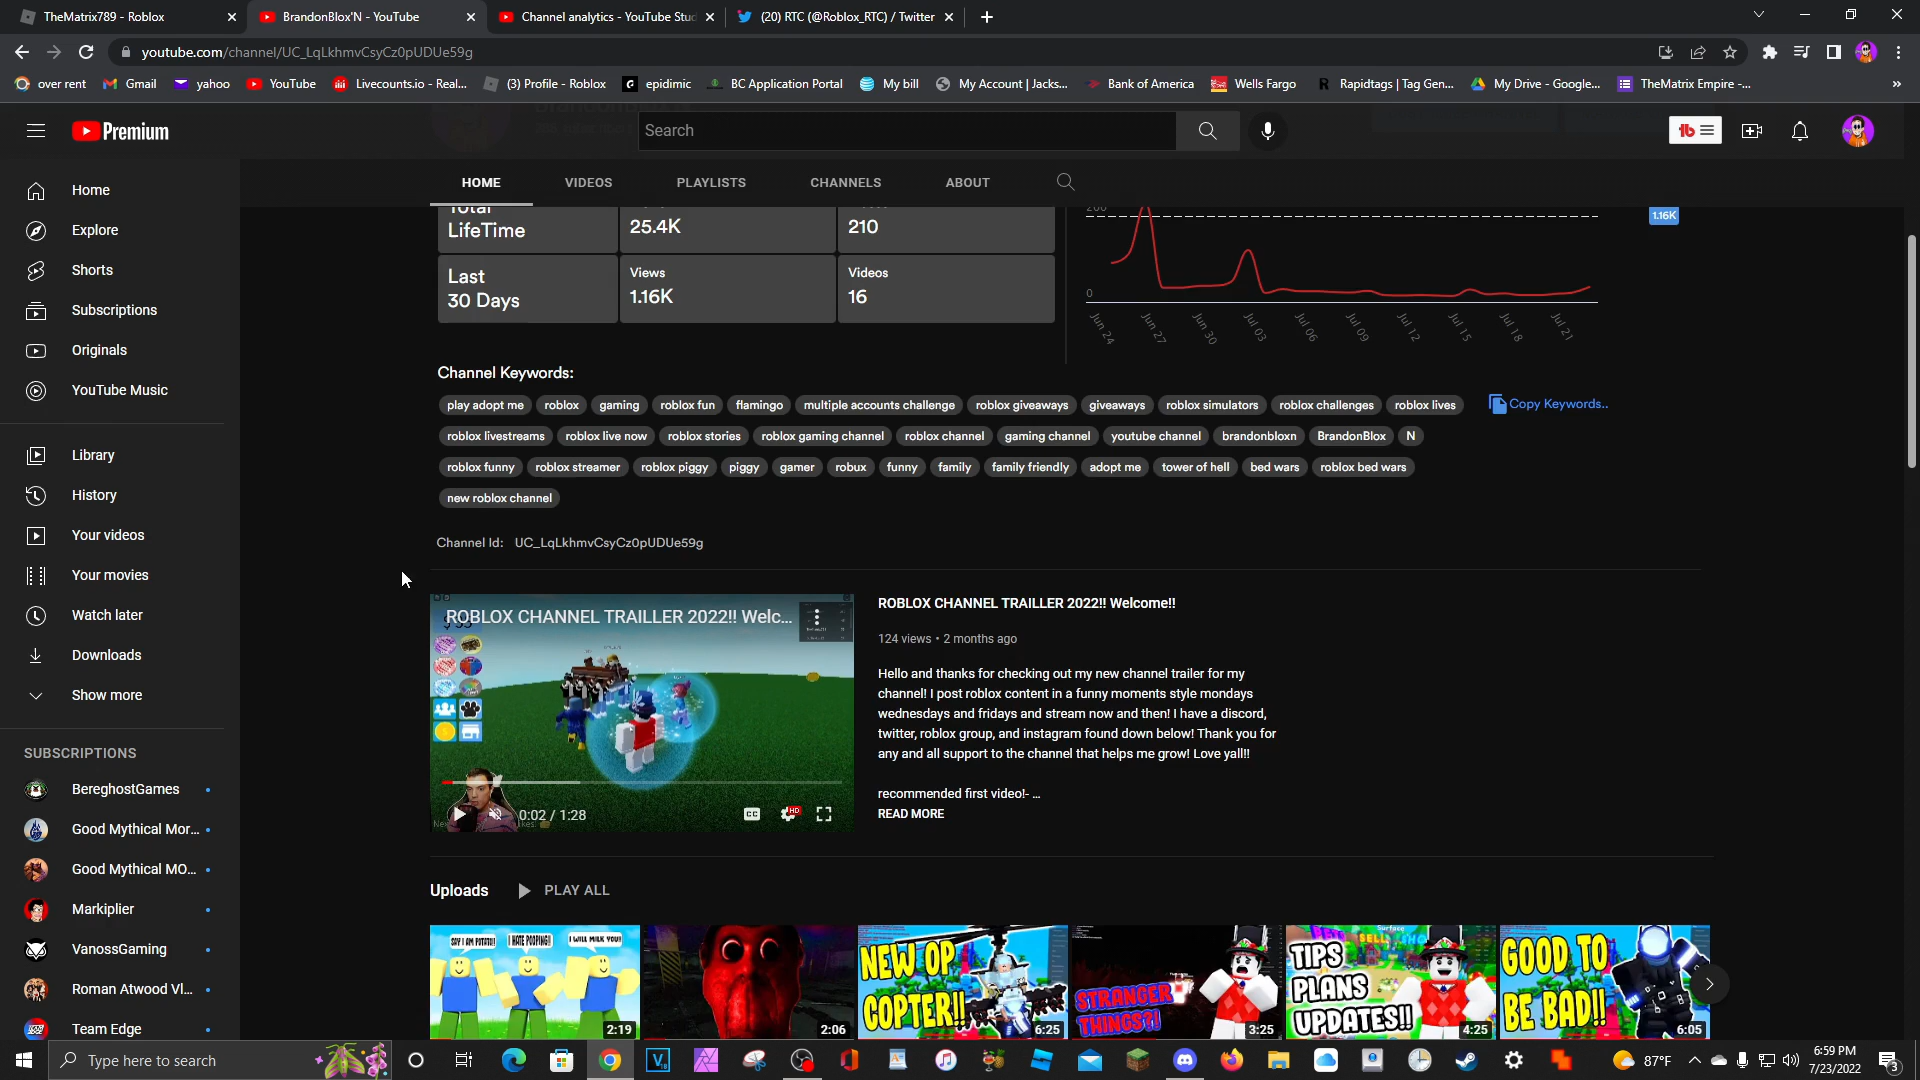 TheMatrix789 - Roblox
BrandonBlox'N - YouTube
Channel analytics - YouTube Stu
(20) RTC (@Roblox_RTC) / Twitter
youtube.com/channel/UC_LqLkhmvCsyCz0pUDUe59g
over rent
Gmail
yahoo
YouTube
Livecounts.io - Real...
(3) Profile - Roblox
epidimic
BC Application Portal
My bill
My Account | Jacks...
Bank of America
Wells Fargo
Rapidtags | Tag Gen...
My Drive - Google...
TheMatrix Empire -...
Premium
Search
HOME
VIDEOS
PLAYLISTS
CHANNELS
ABOUT
Home
Explore
Shorts
Subscriptions
Originals
YouTube Music
Library
History
Your videos
Your movies
Watch later
Downloads
Show more
SUBSCRIPTIONS
BereghostGames
Good Mythical Mor...
Good Mythical MO...
Markiplier
VanossGaming
Roman Atwood Vl...
Team Edge
Total
LifeTime
25.4K
210
Last
30 Days
Views
1.16K
Videos
16
200
0
1.16K
Jun 24
Jun 27
Jun 30
Jul 03
Jul 06
Jul 09
Jul 12
Jul 15
Jul 18
Jul 21
Channel Keywords:
play adopt me
roblox
gaming
roblox fun
flamingo
multiple accounts challenge
roblox giveaways
giveaways
roblox simulators
roblox challenges
roblox lives
Copy Keywords..
roblox livestreams
roblox live now
roblox stories
roblox gaming channel
roblox channel
gaming channel
youtube channel
brandonbloxn
BrandonBlox
N
roblox funny
roblox streamer
roblox piggy
piggy
gamer
robux
funny
family
family friendly
adopt me
tower of hell
bed wars
roblox bed wars
new roblox channel
Channel Id: UC_LqLkhmvCsyCz0pUDUe59g
ROBLOX CHANNEL TRAILLER 2022!! Welc...
0:02 / 1:28
CC
HD
ROBLOX CHANNEL TRAILLER 2022!! Welcome!!
124 views • 2 months ago
Hello and thanks for checking out my new channel trailer for my
channel! I post roblox content in a funny moments style mondays
wednesdays and fridays and stream now and then! I have a discord,
twitter, roblox group, and instagram found down below! Thank you for
any and all support to the channel that helps me grow! Love yall!!
recommended first video!- ...
READ MORE
Uploads
PLAY ALL
SAY I AM POTATO!!
I HATE POOPING!!
I WILL MILK YOU!!
2:19
2:06
NEW OP
COPTER!!
6:25
STRANGER
THINGS?!
3:25
TIPS
PLANS
UPDATES!!
4:25
GOOD TO
BE BAD!!
6:05
Type here to search
87°F
6:59 PM
7/23/2022
3